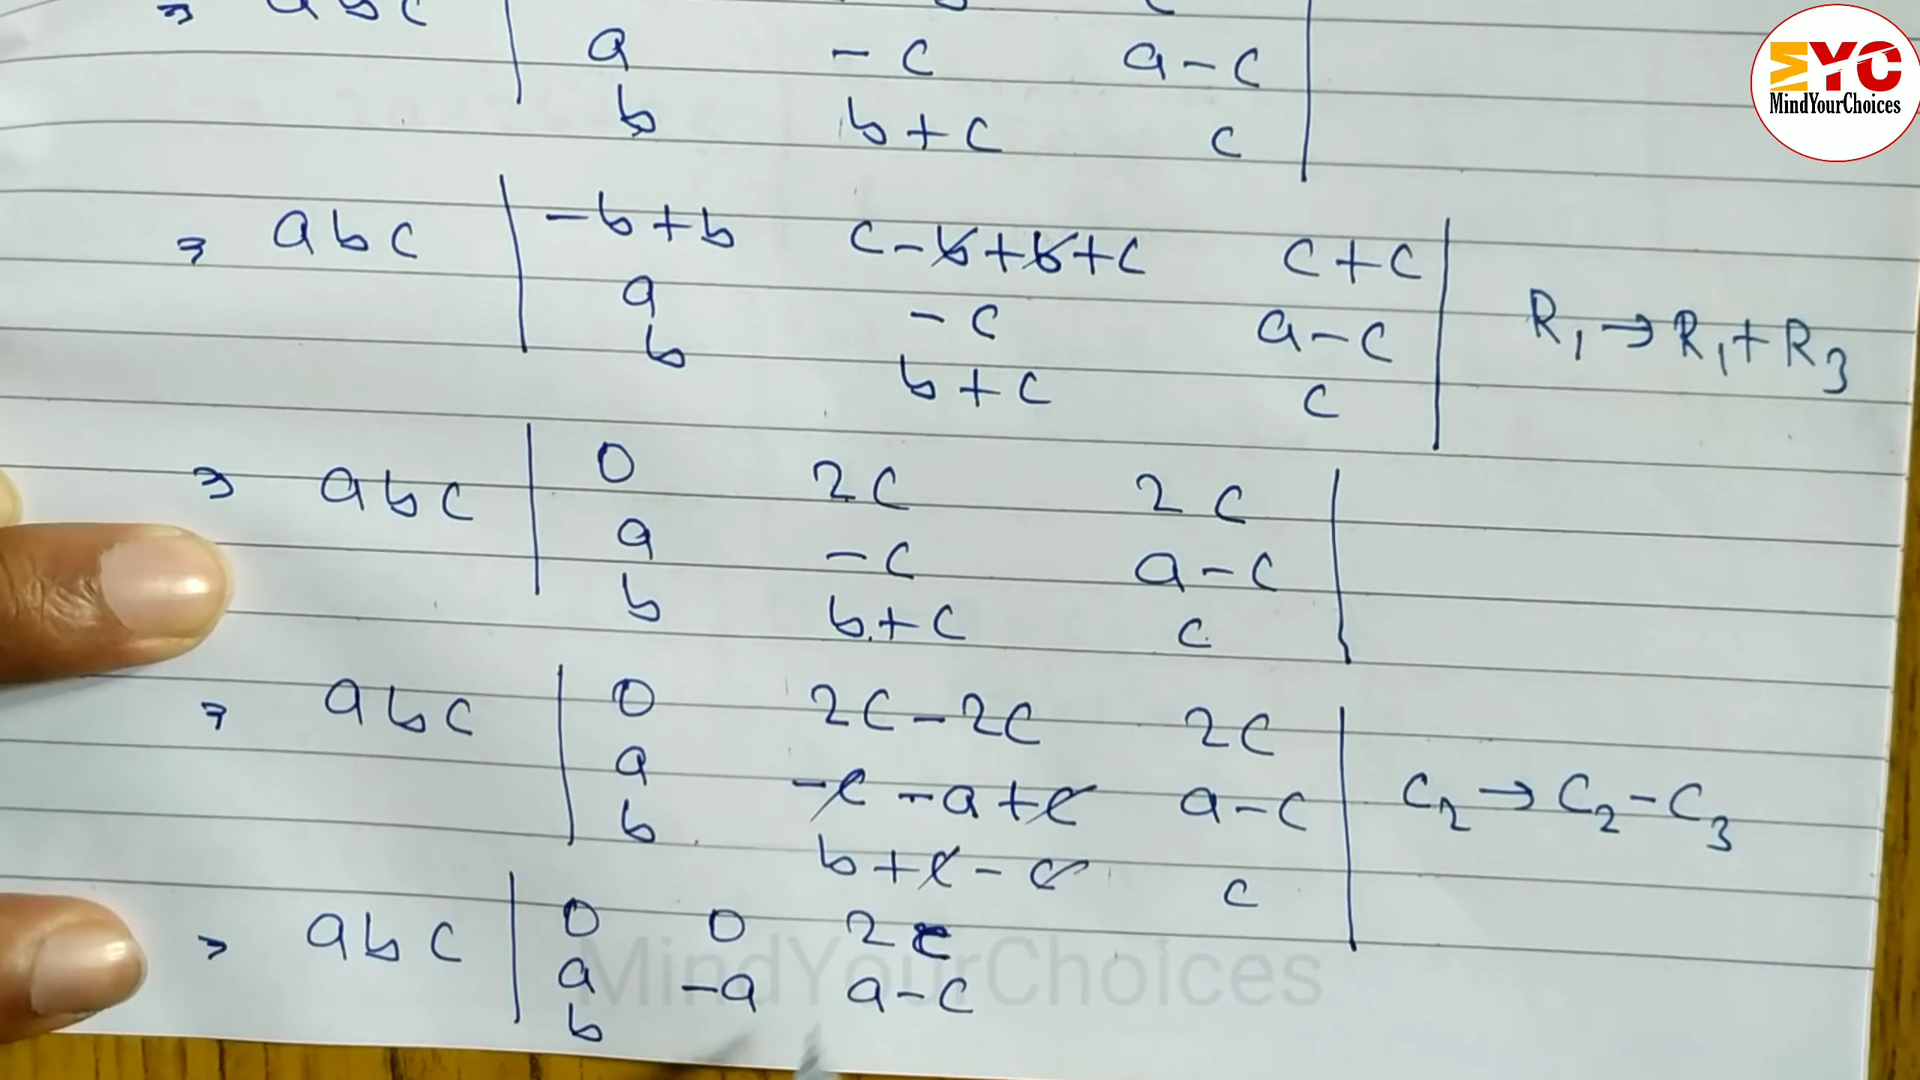 ⇒ abc |
| a   -c   a-c |
| b   b+c   c |
⇒ abc | -b+b   c-b+b+c   c+c |
| a   -c   a-c | R₁→R₁+R₃
| b   b+c   c |
⇒ abc | 0   2c   2c |
| a   -c   a-c |
| b   b+c   c |
⇒ abc | 0   2c-2c   2c |
| a   -c-a+c   a-c | C₂→C₂-C₃
| b   b+c-c   c |
⇒ abc | 0   0   2c
| a   -a   a-c
b
MYC
MindYourChoices
MindYourChoices